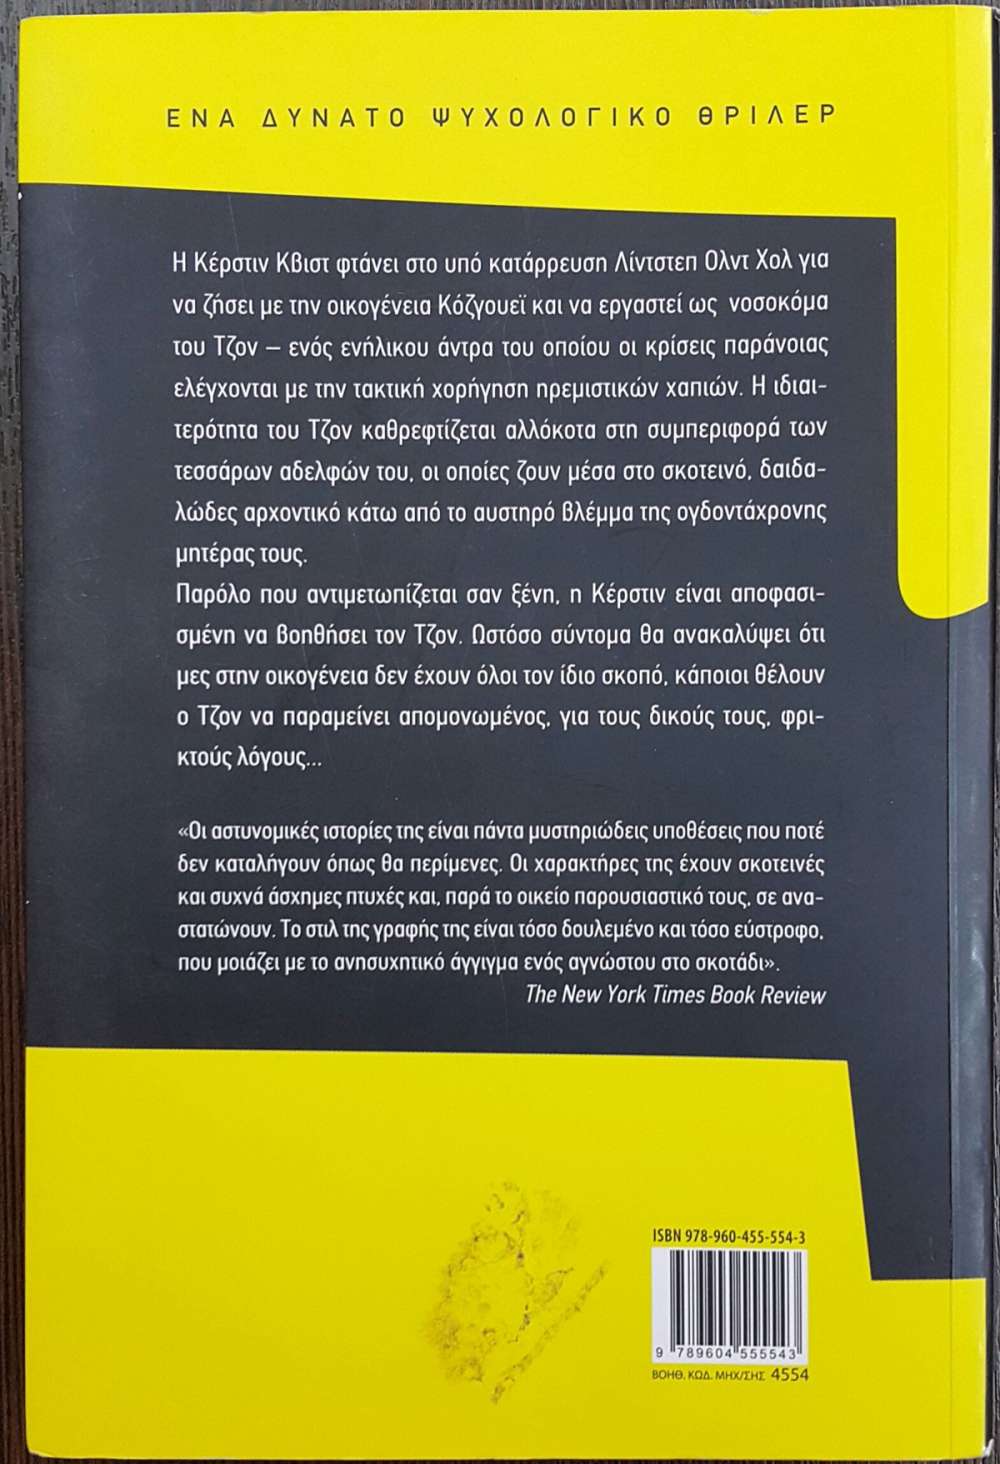 ΕΝΑ ΔΥΝΑΤΟ ΨΥΧΟΛΟΓΙΚΟ ΘΡΙΛΕΡ
Η Κέρστιν Κβιστ φτάνει στο υπό κατάρρευση Λίντστεπ Ολντ Χολ για
να ζήσει με την οικογένεια Κόζγουεϊ και να εργαστεί ως νοσοκόμα
του Τζον – ενός ενήλικου άντρα του οποίου οι κρίσεις παράνοιας
ελέγχονται με την τακτική χορήγηση ηρεμιστικών χαπιών. Η ιδιαι-
τερότητα του Τζον καθρεφτίζεται αλλόκοτα στη συμπεριφορά των
τεσσάρων αδελφών του, οι οποίες ζουν μέσα στο σκοτεινό, δαιδα-
λώδες αρχοντικό κάτω από το αυστηρό βλέμμα της ογδοντάχρονης
μητέρας τους.
Παρόλο που αντιμετωπίζεται σαν ξένη, η Κέρστιν είναι αποφασι-
σμένη να βοηθήσει τον Τζον. Ωστόσο σύντομα θα ανακαλύψει ότι
μες στην οικογένεια δεν έχουν όλοι τον ίδιο σκοπό, κάποιοι θέλουν
ο Τζον να παραμείνει απομονωμένος, για τους δικούς τους, φρι-
κτούς λόγους...
«Οι αστυνομικές ιστορίες της είναι πάντα μυστηριώδεις υποθέσεις που ποτέ
δεν καταλήγουν όπως θα περίμενες. Οι χαρακτήρες της έχουν σκοτεινές
και συχνά άσχημες πτυχές και, παρά το οικείο παρουσιαστικό τους, σε ανα-
στατώνουν. Το στιλ της γραφής της είναι τόσο δουλεμένο και τόσο εύστροφο,
που μοιάζει με το ανησυχητικό άγγιγμα ενός αγνώστου στο σκοτάδι».
The New York Times Book Review
ISBN 978-960-455-554-3
9 789604 555543
ΒΟΗΘ. ΚΩΔ. ΜΗΧ/ΣΗΣ 4554